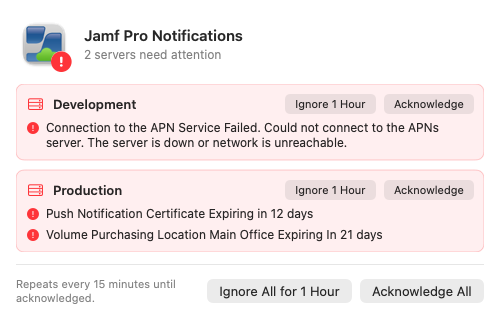 Jamf Pro Notifications
2 servers need attention
Development
Ignore 1 Hour
Acknowledge
Connection to the APN Service Failed. Could not connect to the APNs
server. The server is down or network is unreachable.
Production
Ignore 1 Hour
Acknowledge
Push Notification Certificate Expiring in 12 days
Volume Purchasing Location Main Office Expiring In 21 days
Repeats every 15 minutes until
acknowledged.
Ignore All for 1 Hour
Acknowledge All